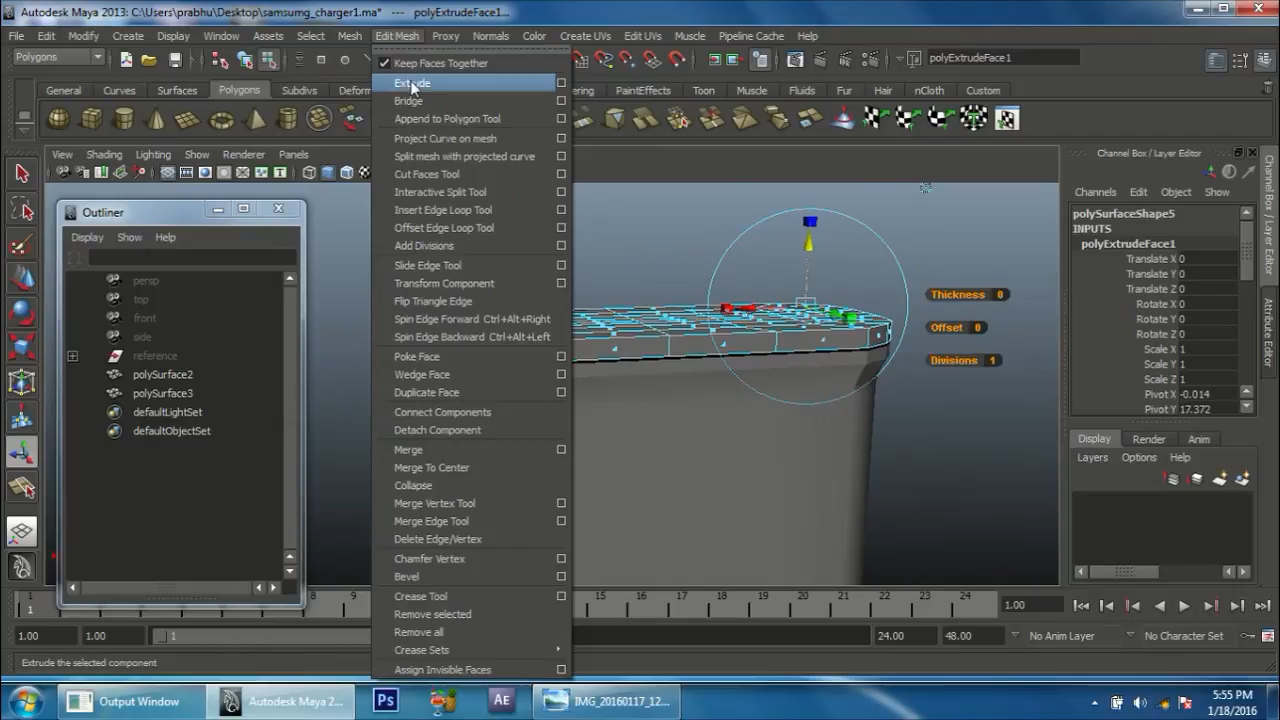 Autodesk Maya 2013: C:\Users\prabhu\Desktop\samsumg_charger1.ma* --- polyExtrudeFace1...
File Edit Modify Create Display Window Assets Select Mesh Edit Mesh Proxy Normals Color Create UVs Edit UVs Muscle Pipeline Cache Help
Polygons
polyExtrudeFace1
General Curves Surfaces Polygons Subdivs Deform
PaintEffects Toon Muscle Fluids Fur Hair nCloth Custom
View Shading Lighting Show Renderer Panels
Outliner
Display Show Help
persp
top
front
side
reference
polySurface2
polySurface3
defaultLightSet
defaultObjectSet
Keep Faces Together
Extrude
Bridge
Append to Polygon Tool
Project Curve on mesh
Split mesh with projected curve
Cut Faces Tool
Interactive Split Tool
Insert Edge Loop Tool
Offset Edge Loop Tool
Add Divisions
Slide Edge Tool
Transform Component
Flip Triangle Edge
Spin Edge Forward Ctrl+Alt+Right
Spin Edge Backward Ctrl+Alt+Left
Poke Face
Wedge Face
Duplicate Face
Connect Components
Detach Component
Merge
Merge To Center
Collapse
Merge Vertex Tool
Merge Edge Tool
Delete Edge/Vertex
Chamfer Vertex
Bevel
Crease Tool
Remove selected
Remove all
Crease Sets
Assign Invisible Faces
Thickness 0
Offset 0
Divisions 1
Channel Box / Layer Editor
Channels Edit Object Show
polySurfaceShape5
INPUTS
polyExtrudeFace1
Translate X 0
Translate Y 0
Translate Z 0
Rotate X 0
Rotate Y 0
Rotate Z 0
Scale X 1
Scale Y 1
Scale Z 1
Pivot X -0.014
Pivot Y 17.372
Display Render Anim
Layers Options Help
Channel Box / Layer Editor
Attribute Editor
1 8 9 15 16 17 18 19 20 21 22 23 24
1
1.00
1.00 1.00 1 24.00 48.00 No Anim Layer No Character Set
Extrude the selected component
Output Window
Autodesk Maya 2...
Ps
AE
IMG_20160117_12...
5:55 PM
1/18/2016